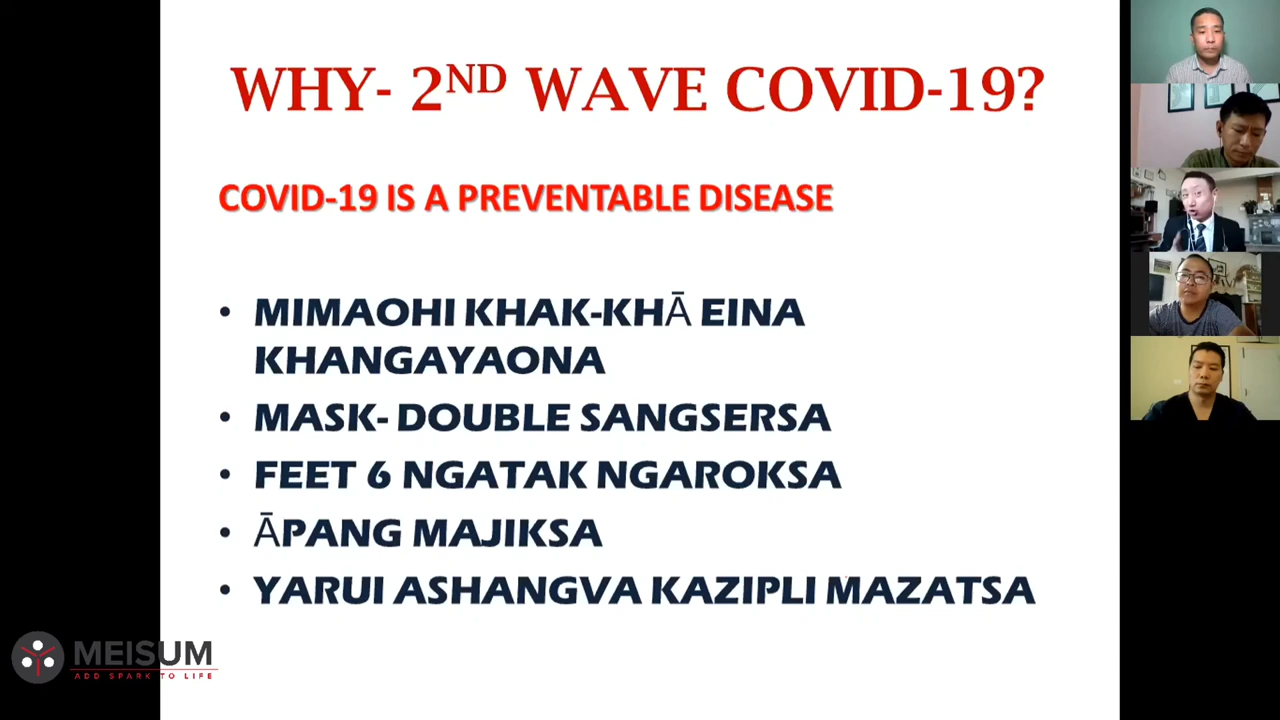 WHY- 2ND WAVE COVID-19?
COVID-19 IS A PREVENTABLE DISEASE
• MIMAOHI KHAK-KHĀ EINA
KHANGAYAONA
• MASK- DOUBLE SANGSERSA
• FEET 6 NGATAK NGAROKSA
• ĀPANG MAJIKSA
• YARUI ASHANGVA KAZIPLI MAZATSA
MEISUM
ADD SPARK TO LIFE